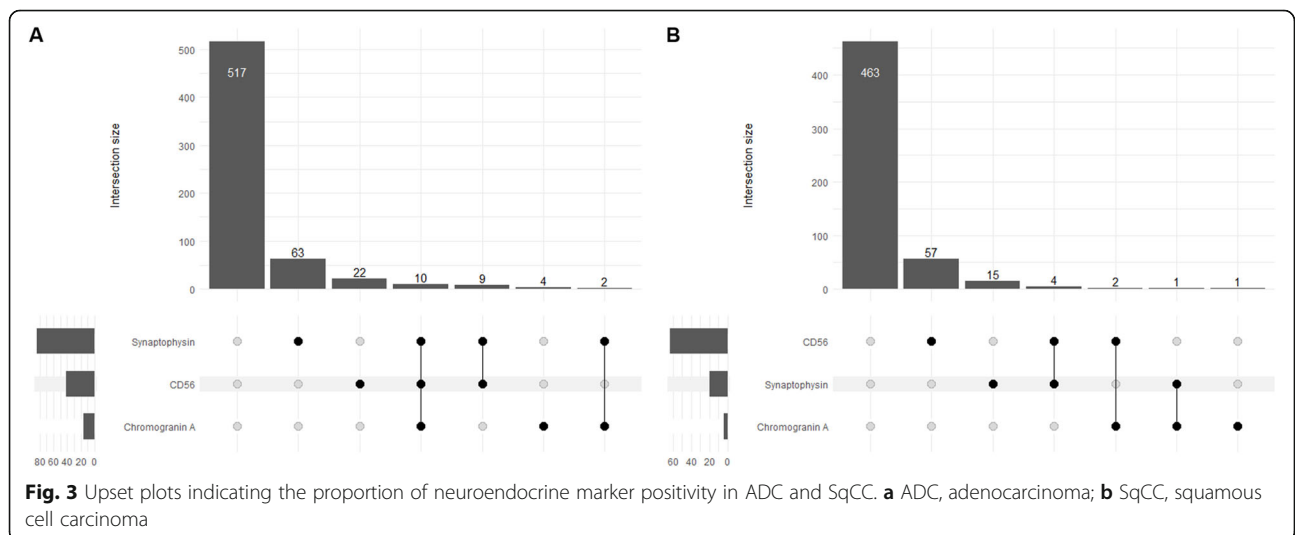 A
Intersection size
500
400
300
200
100
0
517
63
22
10
9
4
2
Synaptophysin
CD56
Chromogranin A
80 60 40 20 0
B
Intersection size
400
300
200
100
0
463
57
15
4
2
1
1
CD56
Synaptophysin
Chromogranin A
60 40 20 0
Fig. 3 Upset plots indicating the proportion of neuroendocrine marker positivity in ADC and SqCC. a ADC, adenocarcinoma; b SqCC, squamous
cell carcinoma